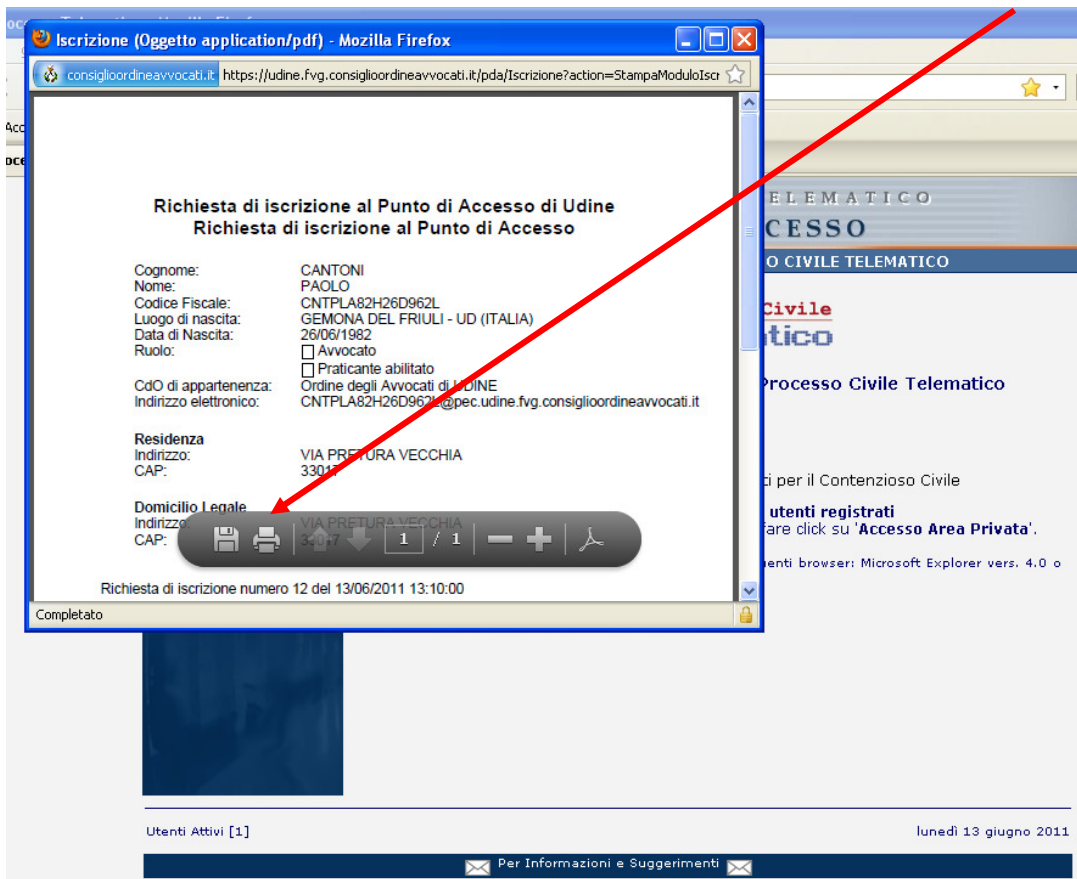 Iscrizione (Oggetto application/pdf) - Mozilla Firefox
consiglioordineavvocati.it https://udine.fvg.consiglioordineavvocati.it/pda/Iscrizione?action=StampaModuloIscr
Richiesta di iscrizione al Punto di Accesso di Udine
Richiesta di iscrizione al Punto di Accesso
Cognome: CANTONI
Nome: PAOLO
Codice Fiscale: CNTPLA82H26D962L
Luogo di nascita: GEMONA DEL FRIULI - UD (ITALIA)
Data di Nascita: 26/06/1982
Ruolo: Avvocato
Praticante abilitato
CdO di appartenenza: Ordine degli Avvocati di UDINE
Indirizzo elettronico: CNTPLA82H26D962L@pec.udine.fvg.consiglioordineavvocati.it
Residenza
Indirizzo: VIA PRETURA VECCHIA
CAP: 33017
Domicilio Legale
Indirizzo: VIA PRETURA VECCHIA
CAP: 33017
1 / 1
Richiesta di iscrizione numero 12 del 13/06/2011 13:10:00
Completato
ELEMATICO
CESSO
O CIVILE TELEMATICO
Civile
tico
Processo Civile Telematico
ti per il Contenzioso Civile
utenti registrati
fare click su 'Accesso Area Privata'.
enti browser: Microsoft Explorer vers. 4.0 o
Utenti Attivi [1] lunedì 13 giugno 2011
Per Informazioni e Suggerimenti